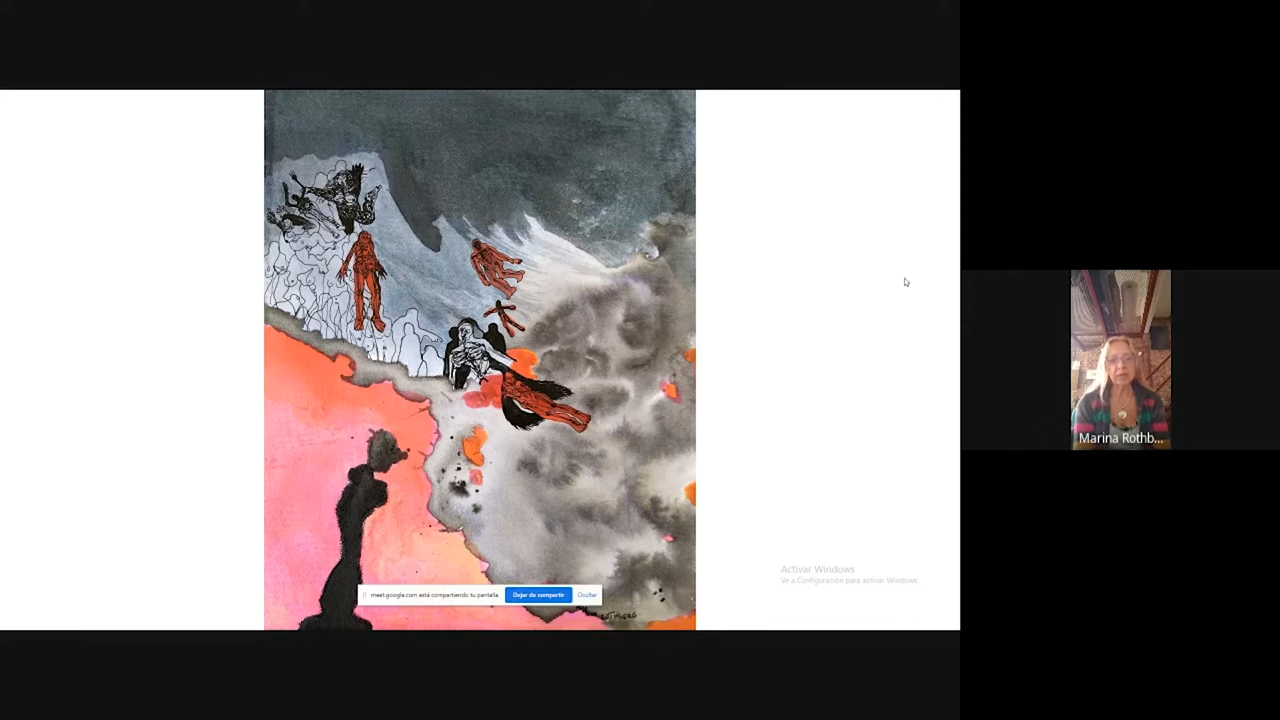 Marina Rothb...
Activar Windows
Ve a Configuración para activar Windows
meet.google.com está compartiendo tu pantalla.
Dejar de compartir
Ocultar